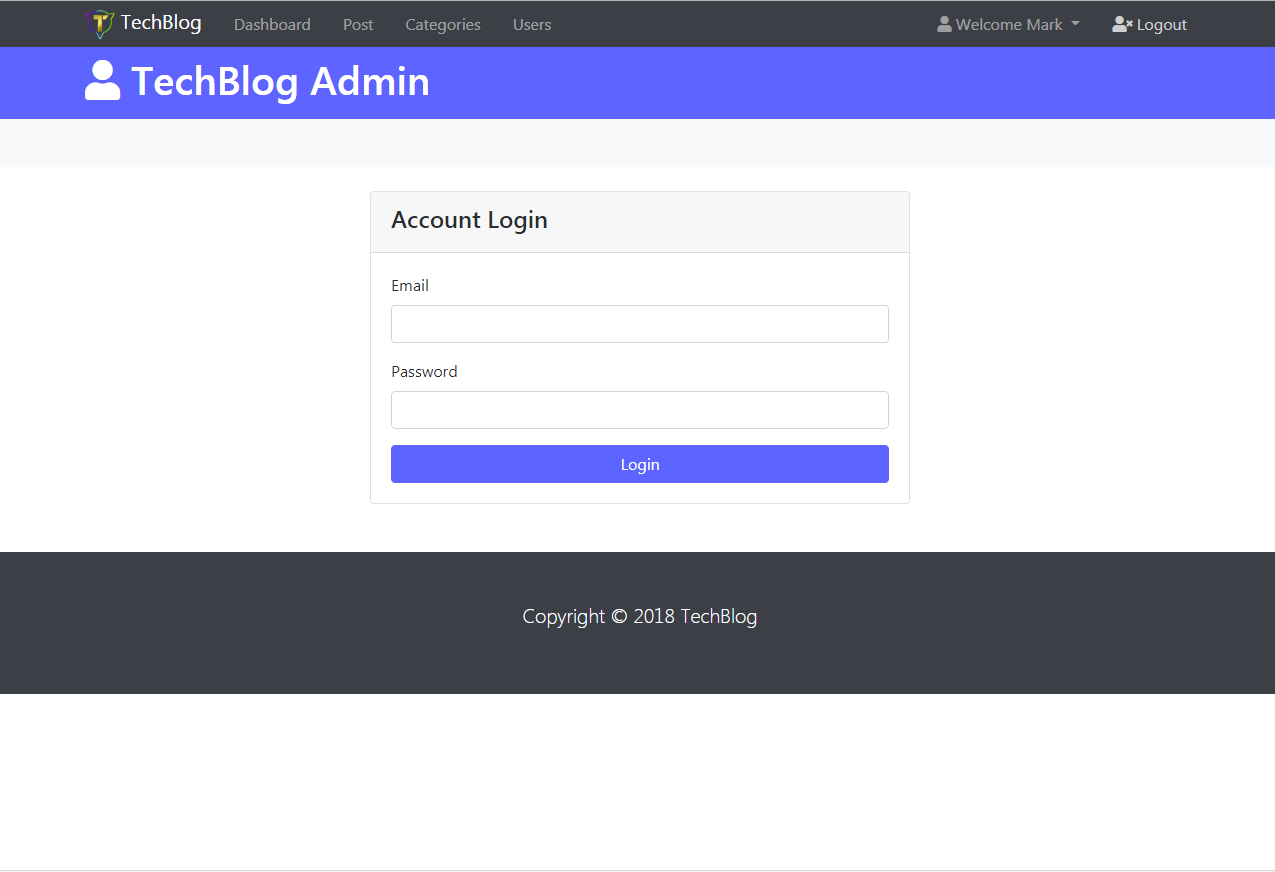 TechBlog Dashboard Post Categories Users Welcome Mark Logout
TechBlog Admin
Account Login
Email
Password
Login
Copyright © 2018 TechBlog